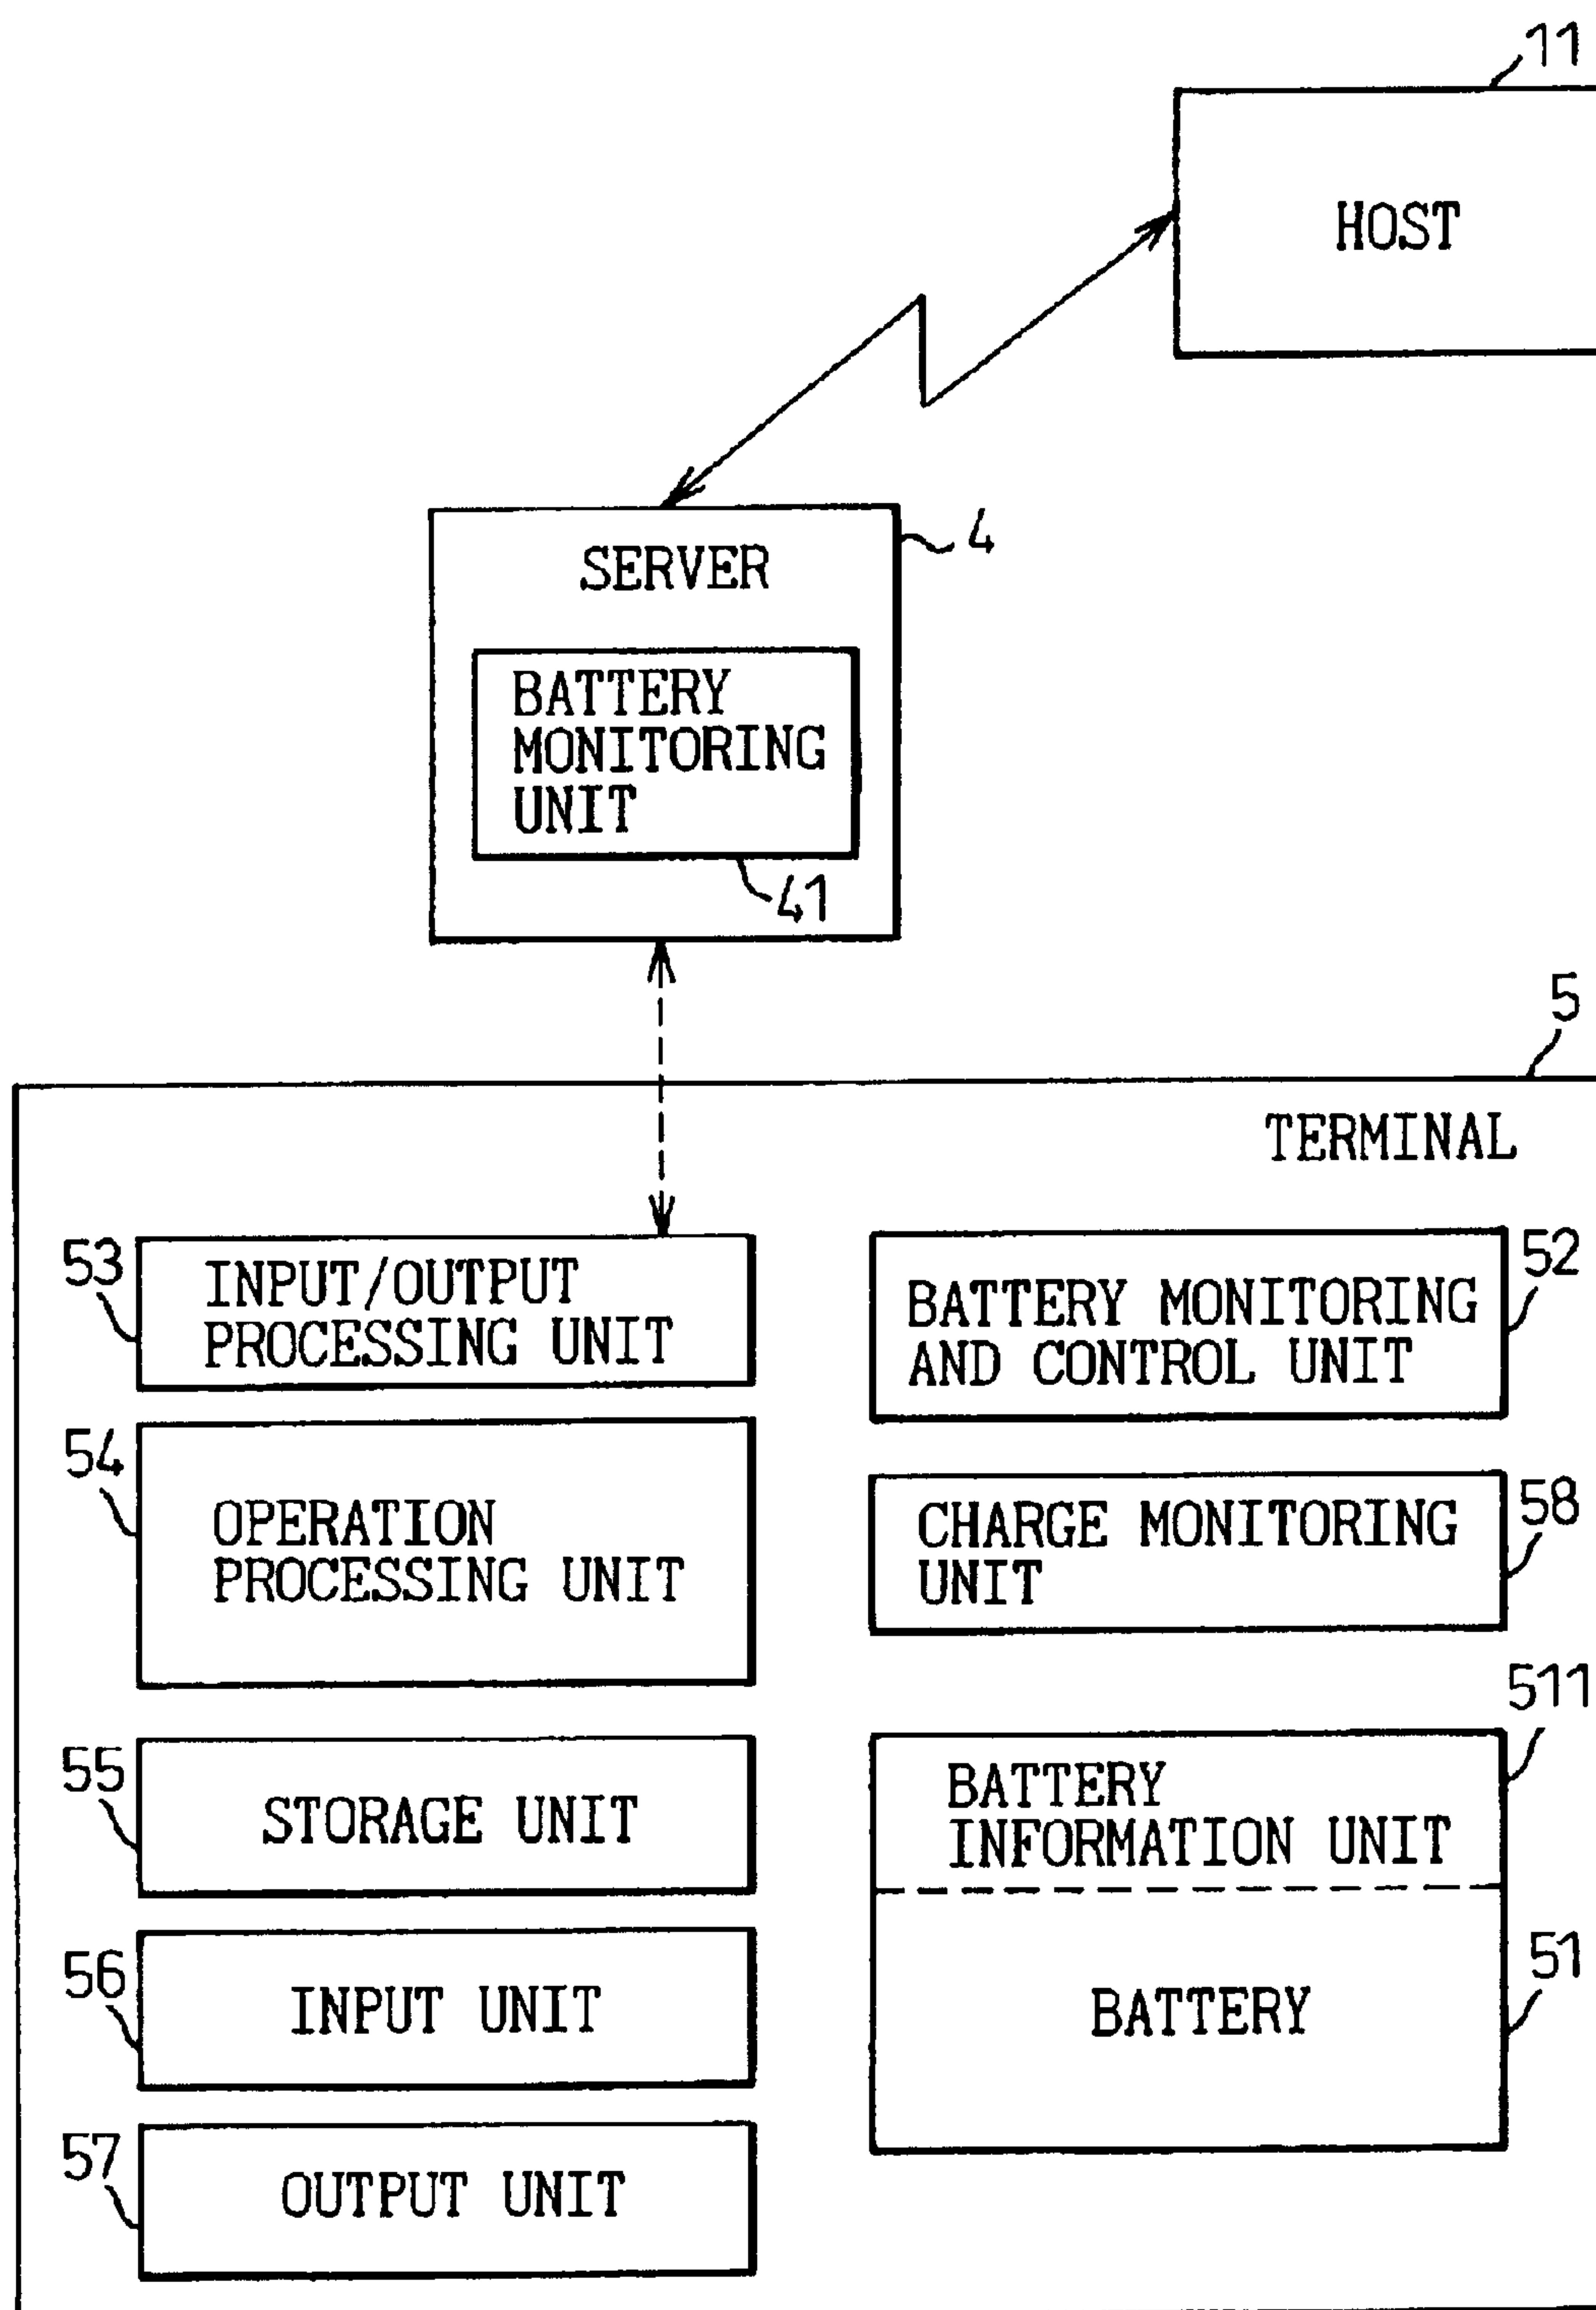 11
HOST
4
SERVER
BATTERY
MONITORING
UNIT
41
5
TERMINAL
53
INPUT/OUTPUT
PROCESSING UNIT
52
BATTERY MONITORING
AND CONTROL UNIT
54
OPERATION
PROCESSING UNIT
58
CHARGE MONITORING
UNIT
55
STORAGE UNIT
511
BATTERY
INFORMATION UNIT
56
INPUT UNIT
51
BATTERY
57
OUTPUT UNIT